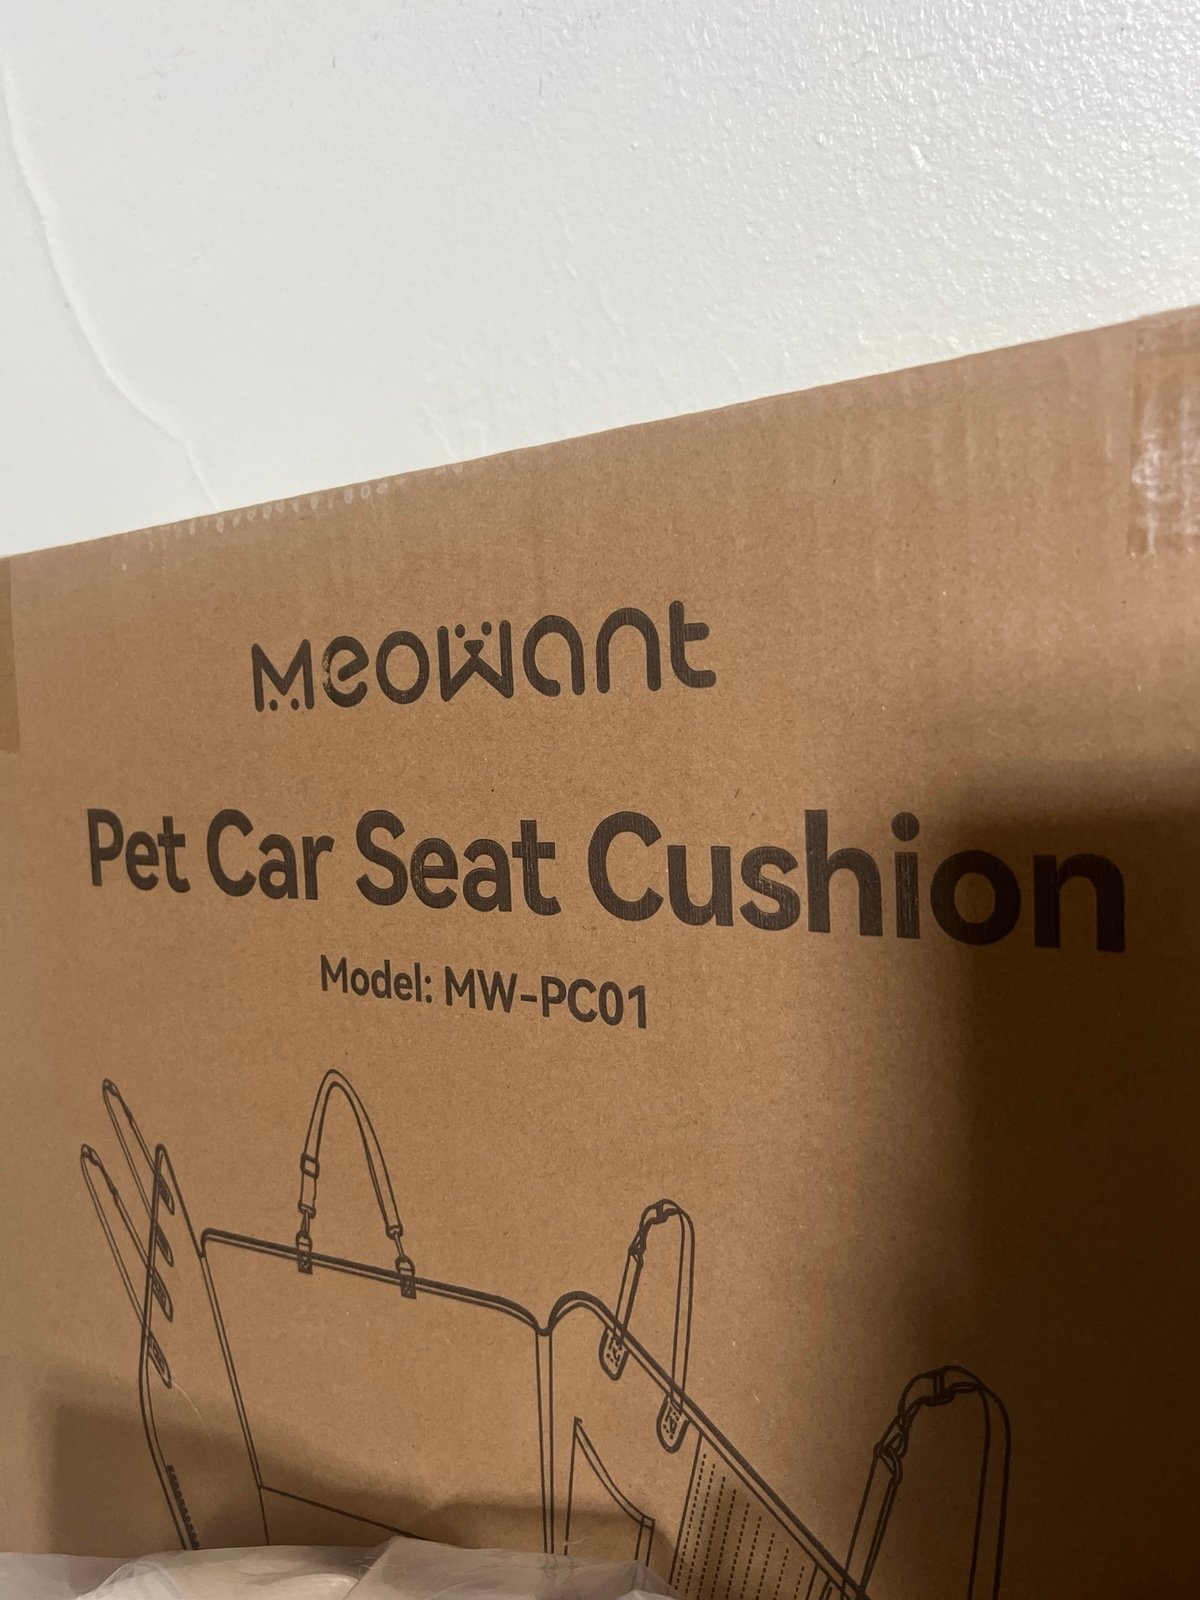 Meowant
Pet Car Seat Cushion
Model: MW-PC01